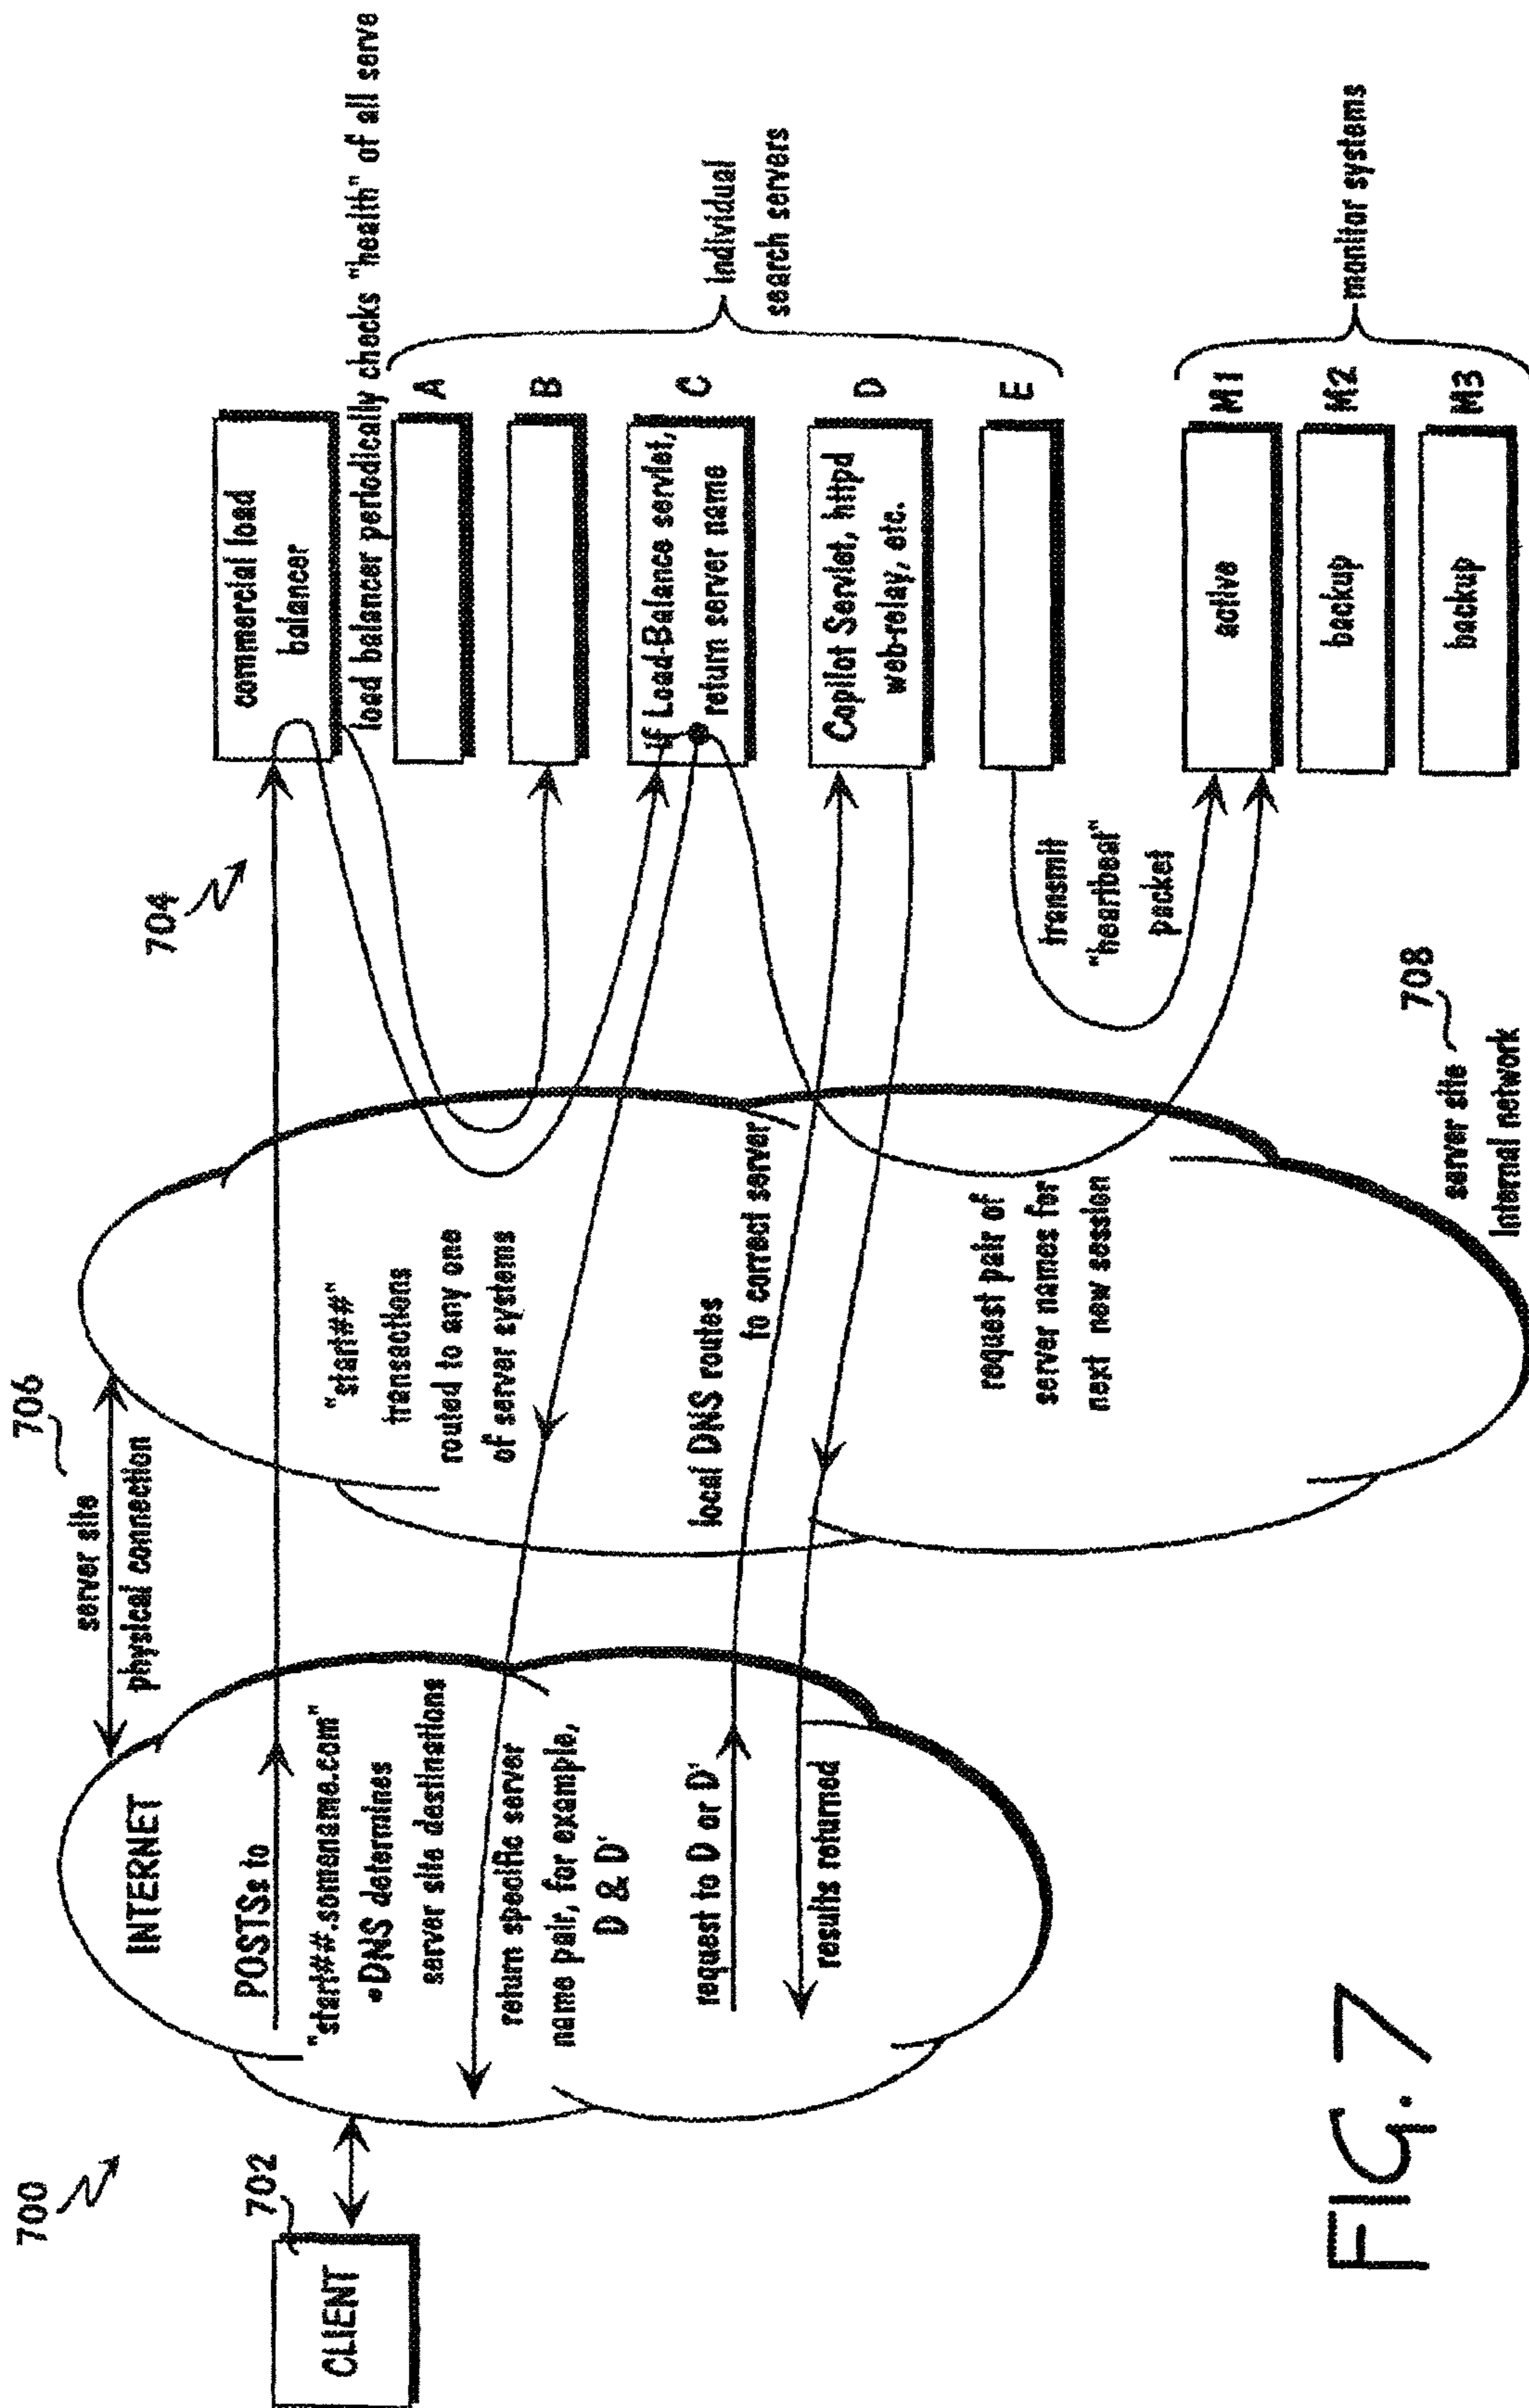 700
CLIENT
702
INTERNET
POSTs to
"start##.somename.com"
•DNS determines
server site destinations
return specific server
name pair, for example,
D & D'
request to D or D'
results returned
706
server site
physical connection
"start##"
transactions
routed to any one
of server systems
local DNS routes
to correct server
request pair of
server names for
next new session
708
server site
Internal network
704
commercial load
balancer
load balancer periodically checks "health" of all serve
A
B
if Load-Balance servlet,
return server name
C
Copilot Servlet, httpd
web-relay, etc.
D
E
Individual
search servers
transmit
"heartbeat"
packet
active
M1
backup
M2
backup
M3
monitor systems
FIG. 7